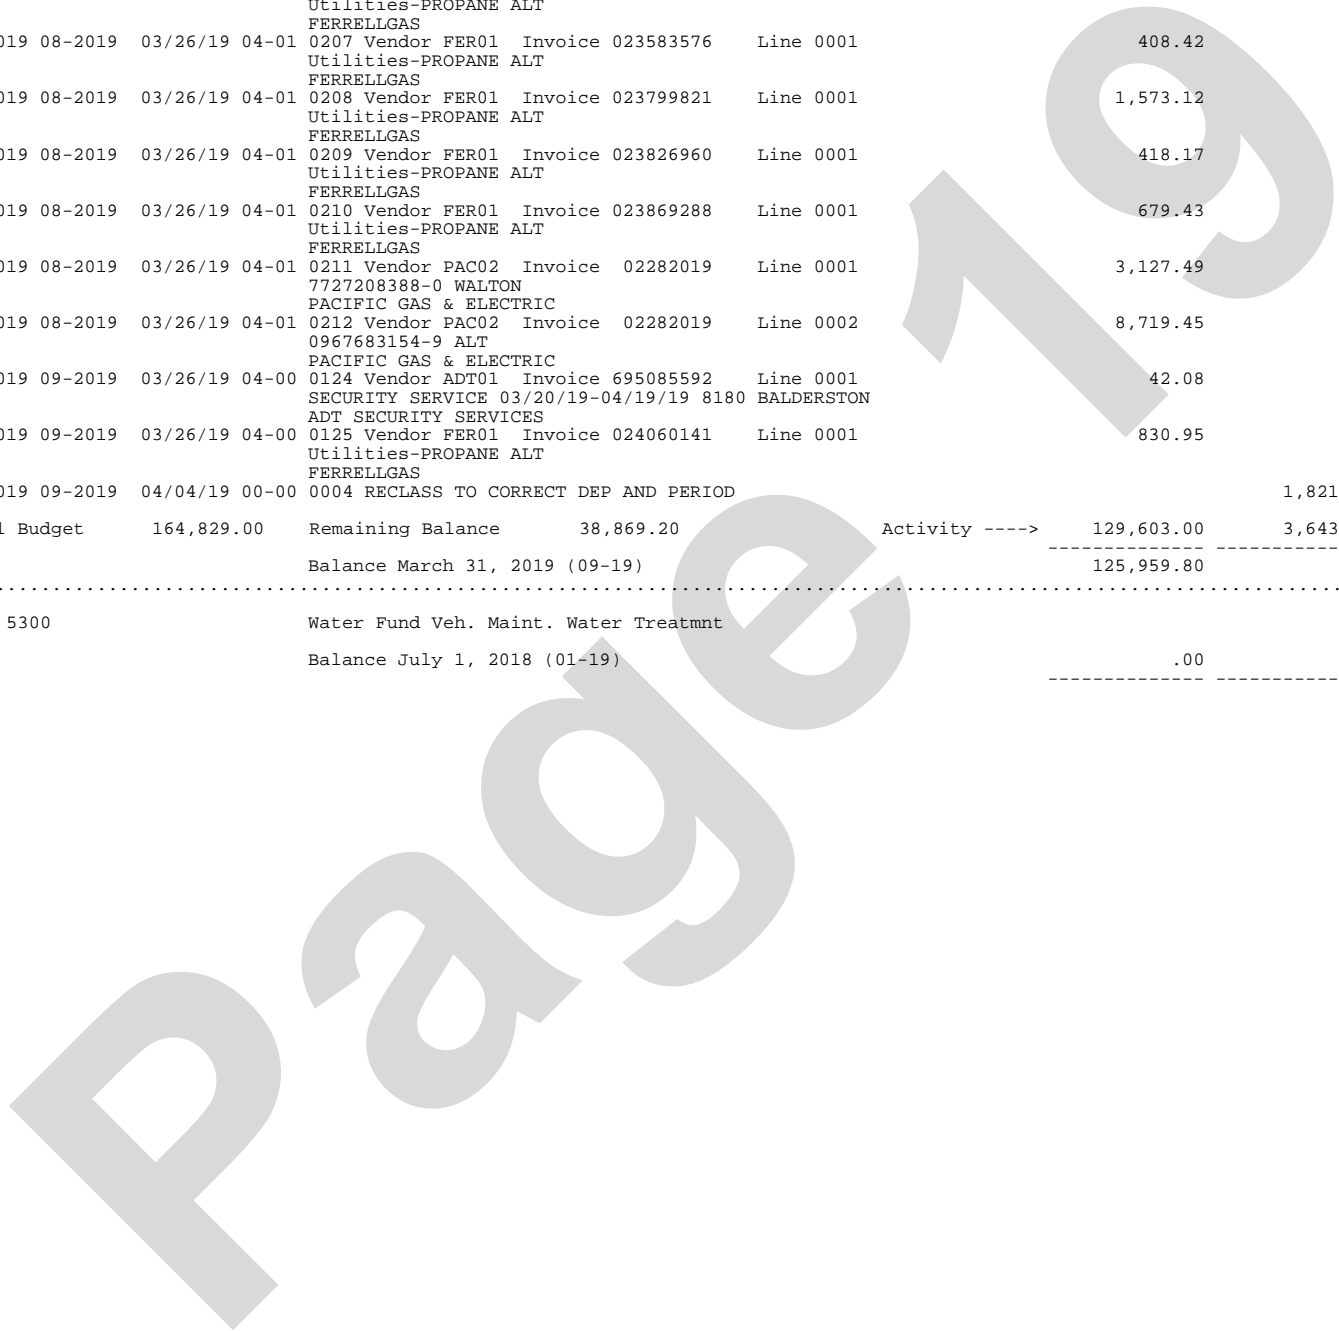 Utilities-PROPANE ALT
FERRELLGAS
019 08-2019 03/26/19 04-01 0207 Vendor FER01 Invoice 023583576 Line 0001 408.42
Utilities-PROPANE ALT
FERRELLGAS
019 08-2019 03/26/19 04-01 0208 Vendor FER01 Invoice 023799821 Line 0001 1,573.12
Utilities-PROPANE ALT
FERRELLGAS
019 08-2019 03/26/19 04-01 0209 Vendor FER01 Invoice 023826960 Line 0001 418.17
Utilities-PROPANE ALT
FERRELLGAS
019 08-2019 03/26/19 04-01 0210 Vendor FER01 Invoice 023869288 Line 0001 679.43
Utilities-PROPANE ALT
FERRELLGAS
019 08-2019 03/26/19 04-01 0211 Vendor PAC02 Invoice 02282019 Line 0001 3,127.49
7727208388-0 WALTON
PACIFIC GAS & ELECTRIC
019 08-2019 03/26/19 04-01 0212 Vendor PAC02 Invoice 02282019 Line 0002 8,719.45
0967683154-9 ALT
PACIFIC GAS & ELECTRIC
019 09-2019 03/26/19 04-00 0124 Vendor ADT01 Invoice 695085592 Line 0001 42.08
SECURITY SERVICE 03/20/19-04/19/19 8180 BALDERSTON
ADT SECURITY SERVICES
019 09-2019 03/26/19 04-00 0125 Vendor FER01 Invoice 024060141 Line 0001 830.95
Utilities-PROPANE ALT
FERRELLGAS
019 09-2019 04/04/19 00-00 0004 RECLASS TO CORRECT DEP AND PERIOD 1,821
l Budget 164,829.00 Remaining Balance 38,869.20 Activity ----> 129,603.00 3,643
-------------- -----------
Balance March 31, 2019 (09-19) 125,959.80
5300 Water Fund Veh. Maint. Water Treatmnt
Balance July 1, 2018 (01-19) .00
-------------- -----------
Page 19